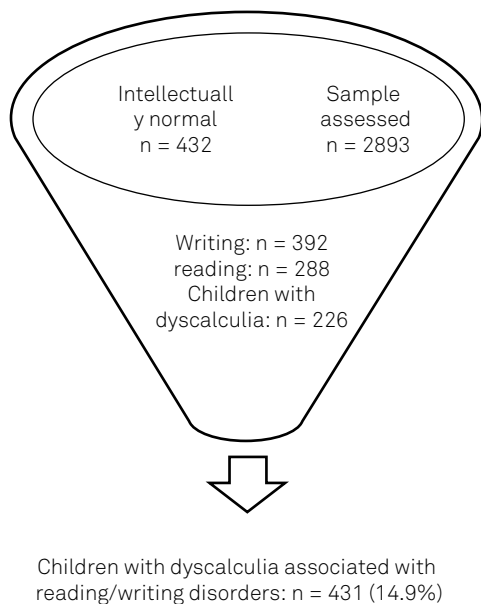 Intellectuall
y normal
n = 432
Sample
assessed
n = 2893
Writing: n = 392
reading: n = 288
Children with
dyscalculia: n = 226
Children with dyscalculia associated with
reading/writing disorders: n = 431 (14.9%)